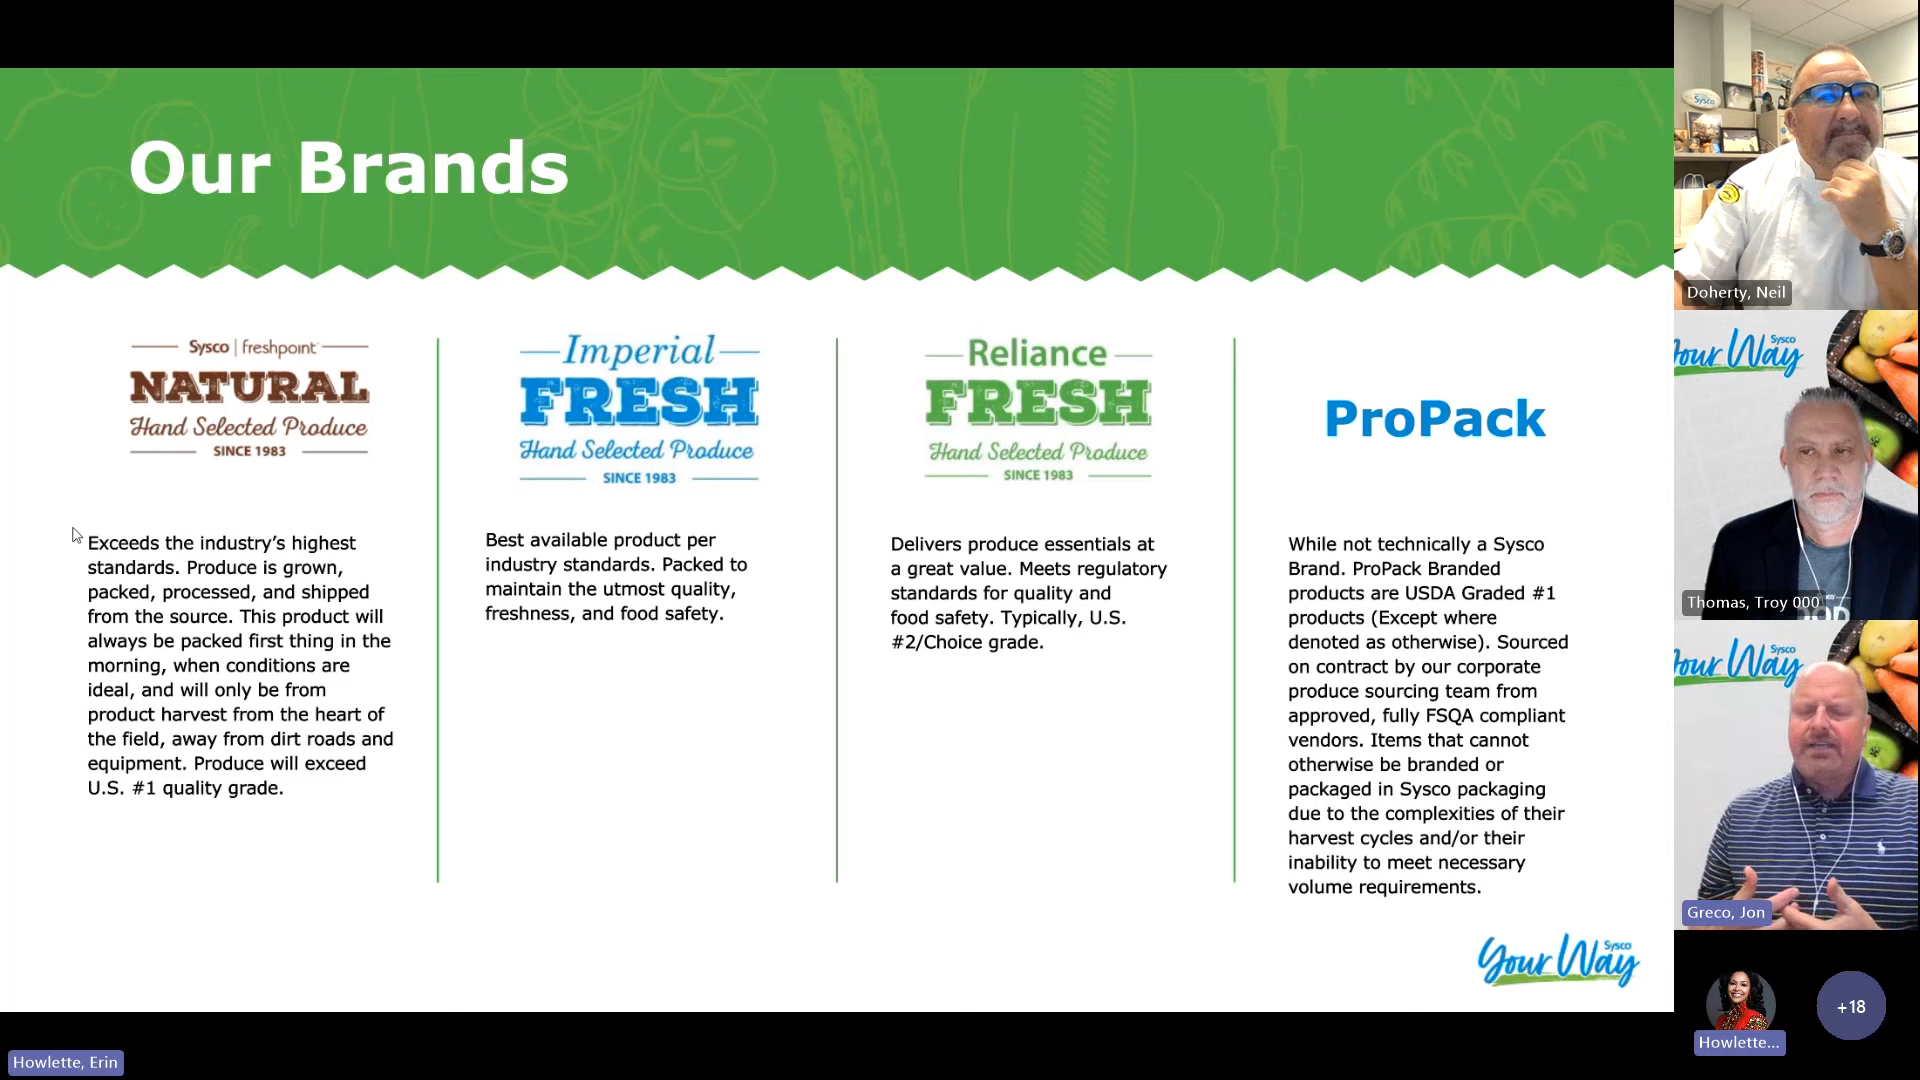 Our Brands
Sysco | freshpoint
NATURAL
Hand Selected Produce
SINCE 1983
Exceeds the industry’s highest
standards. Produce is grown,
packed, processed, and shipped
from the source. This product will
always be packed first thing in the
morning, when conditions are
ideal, and will only be from
product harvest from the heart of
the field, away from dirt roads and
equipment. Produce will exceed
U.S. #1 quality grade.
Imperial
FRESH
Hand Selected Produce
SINCE 1983
Best available product per
industry standards. Packed to
maintain the utmost quality,
freshness, and food safety.
Reliance
FRESH
Hand Selected Produce
SINCE 1983
Delivers produce essentials at
a great value. Meets regulatory
standards for quality and
food safety. Typically, U.S.
#2/Choice grade.
ProPack
While not technically a Sysco
Brand. ProPack Branded
products are USDA Graded #1
products (Except where
denoted as otherwise). Sourced
on contract by our corporate
produce sourcing team from
approved, fully FSQA compliant
vendors. Items that cannot
otherwise be branded or
packaged in Sysco packaging
due to the complexities of their
harvest cycles and/or their
inability to meet necessary
volume requirements.
Sysco
Your Way
Howlette, Erin
Sysco
Doherty, Neil
Sysco
Your Way
Thomas, Troy 000
Sysco
Your Way
Greco, Jon
Howlette...
+18